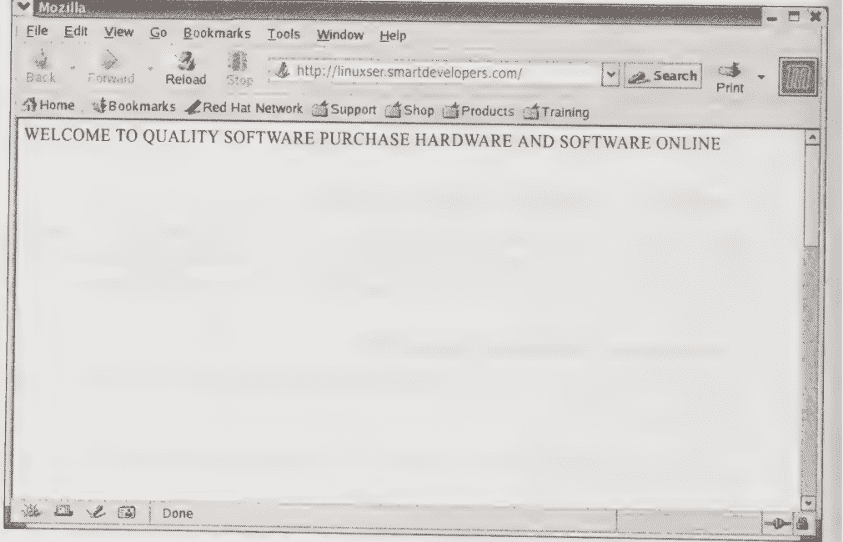 Mozilla
File Edit View Go Bookmarks Tools Window Help
Back Forward Reload Stop http://linuxser.smartdevelopers.com/ Search Print
Home Bookmarks Red Hat Network Support Shop Products Training
WELCOME TO QUALITY SOFTWARE PURCHASE HARDWARE AND SOFTWARE ONLINE
Done